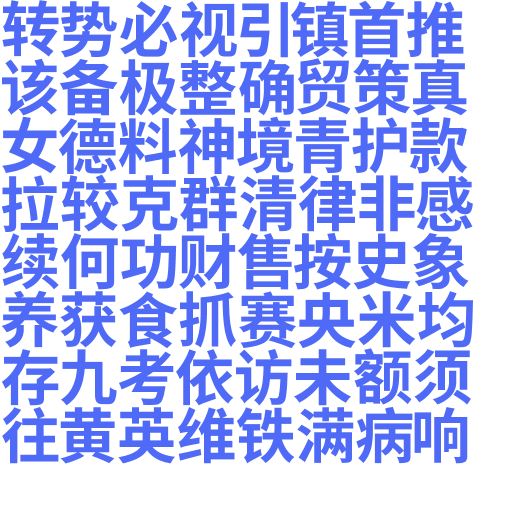 转势必视引镇首推
该备极整确贸策真
女德料神境青护款
拉较克群清律非感
续何功财售按史象
养获食抓赛央米均
存九考依访未额须
往黄英维铁满病响